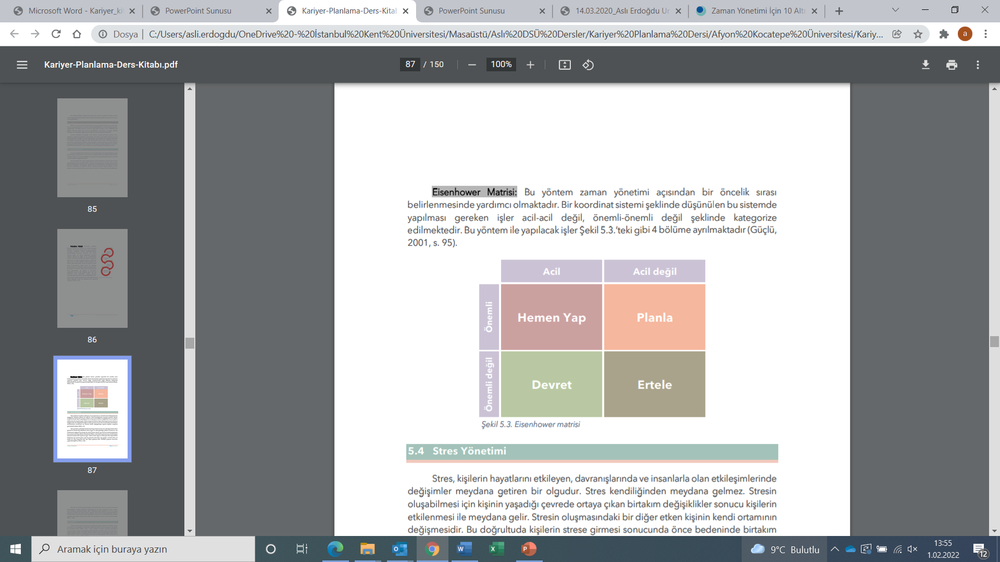 Microsoft Word - Kariyer_ki
PowerPoint Sunusu
Kariyer-Planlama-Ders-Kitab
PowerPoint Sunusu
14.03.2020_Aslı Erdoğdu Ur
Zaman Yönetimi İçin 10 Altı
Dosya
C:/Users/asli.erdogdu/OneDrive%20-%20İstanbul%20Kent%20Üniversitesi/Masaüstü/Aslı%20DSÜ%20Dersler/Kariyer%20Planlama%20Dersi/Afyon%20Kocatepe%20Üniversitesi/Kariy...
a
Kariyer-Planlama-Ders-Kitabı.pdf
87 / 150
100%
85
86
87
Eisenhower Matrisi: Bu yöntem zaman yönetimi açısından bir öncelik sırası
belirlenmesinde yardımcı olmaktadır. Bir koordinat sistemi şeklinde düşünülen bu sistemde
yapılması gereken işler acil-acil değil, önemli-önemli değil şeklinde kategorize
edilmektedir. Bu yöntem ile yapılacak işler Şekil 5.3.'teki gibi 4 bölüme ayrılmaktadır (Güçlü,
2001, s. 95).
Acil
Acil değil
Önemli
Hemen Yap
Planla
Önemli değil
Devret
Ertele
Şekil 5.3. Eisenhower matrisi
5.4 Stres Yönetimi
Stres, kişilerin hayatlarını etkileyen, davranışlarında ve insanlarla olan etkileşimlerinde
değişimler meydana getiren bir olgudur. Stres kendiliğinden meydana gelmez. Stresin
oluşabilmesi için kişinin yaşadığı çevrede ortaya çıkan birtakım değişiklikler sonucu kişilerin
etkilenmesi ile meydana gelir. Stresin oluşmasındaki bir diğer etken kişinin kendi ortamının
değişmesidir. Bu doğrultuda kişilerin strese girmesi sonucunda önce bedeninde birtakım
Aramak için buraya yazın
9°C Bulutlu
13:55
1.02.2022
12